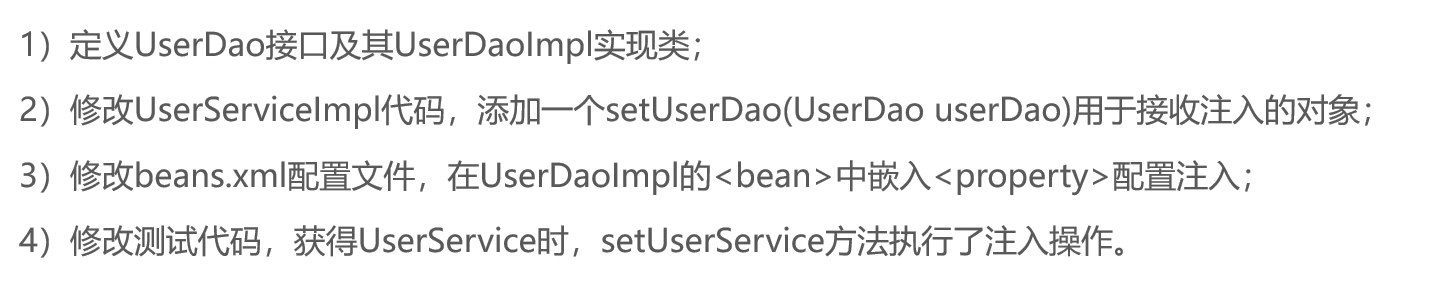 1）定义UserDao接口及其UserDaoImpl实现类；
2）修改UserServiceImpl代码，添加一个setUserDao(UserDao userDao)用于接收注入的对象；
3）修改beans.xml配置文件，在UserDaoImpl的<bean>中嵌入<property>配置注入；
4）修改测试代码，获得UserService时，setUserService方法执行了注入操作。